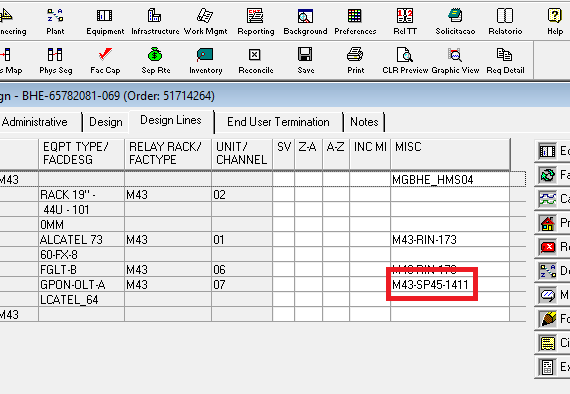 neering Plant Equipment Infrastructure Work Mgmt Reporting Background Preferences Rel TT Solicitacao Relatorio Help
s Map Phys Seg Fac Cap Sep Rte Inventory Reconcile Save Print CLR Preview Graphic View Req Detail
gn - BHE-65782081-069 (Order: 51714264)
Administrative Design Design Lines End User Termination Notes
EQPT TYPE/ RELAY RACK/ UNIT/ SV Z-A A-Z INC MI MISC
FACDESG FACTYPE CHANNEL
M43 MGBHE_HMS04
RACK 19" - M43 02
44U - 101
0MM
ALCATEL 73 M43 01 M43-RIN-173
60-FX-8
FGLT-B M43 06 M43-RIN-173
GPON-OLT-A M43 07 M43-SP45-1411
LCATEL_64
M43
Ec
Fa
Ca
Pr
Re
De
M
Fo
Ci
Ex